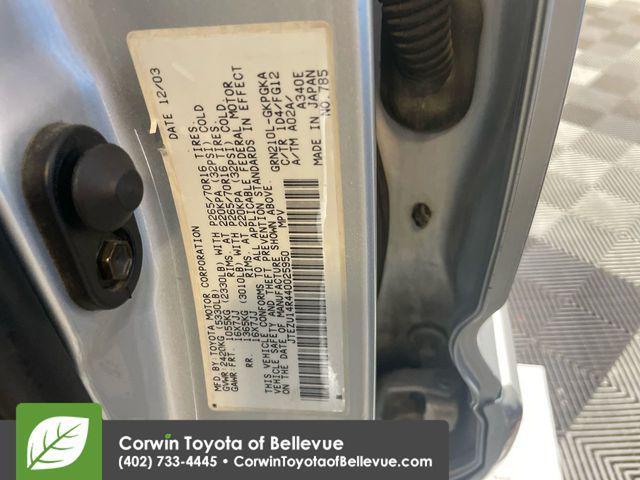 MFD BY:TOYOTA MOTOR CORPORATION DATE 12/03
GVWR 2420KG (5330LB)
GAWR: FRT. 1055KG (2330LB) WITH P265/70R16 TIRES,
16X7JJ RIMS, AT 220KPA (32PSI) COLD
RR 1365KG (3010LB) WITH P265/70R16 TIRES,
16X7JJ RIMS, AT 220KPA (32PSI) COLD
THIS VEHICLE CONFORMS TO ALL APPLICABLE FEDERAL MOTOR
VEHICLE SAFETY AND THEFT PREVENTION STANDARDS IN EFFECT
ON THE DATE OF MANUFACTURE SHOWN ABOVE.
JTEZU14R440025950 MPV
GRN210L-GKPGKA
C/TR 1D4/FG12
A/TM A02A/ A340E
MADE IN JAPAN
NO.785
Corwin Toyota of Bellevue
(402) 733-4445 • CorwinToyotaofBellevue.com